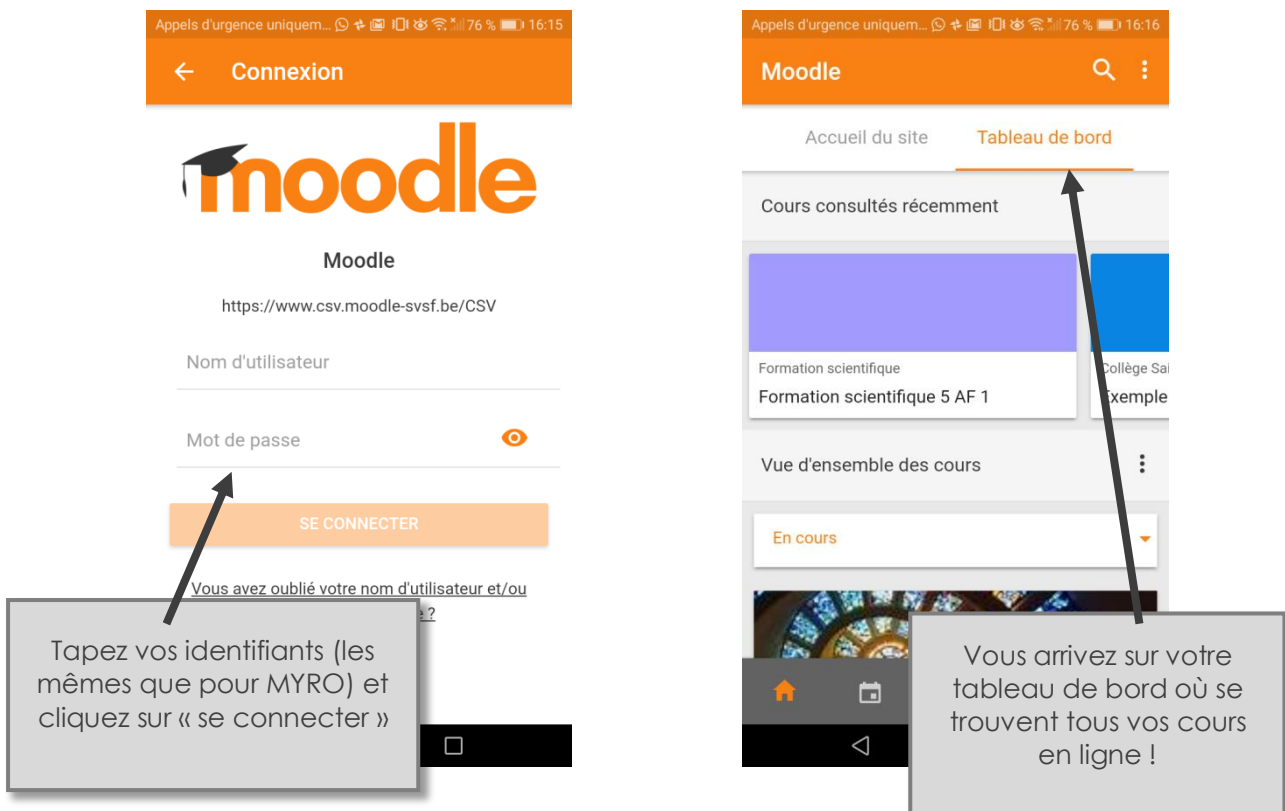 Appels d'urgence uniquem... 76 % 16:15
Connexion
moodle
Moodle
https://www.csv.moodle-svsf.be/CSV
Nom d'utilisateur
Mot de passe
SE CONNECTER
Vous avez oublié votre nom d'utilisateur et/ou
?
Tapez vos identifiants (les
mêmes que pour MYRO) et
cliquez sur « se connecter »
Appels d'urgence uniquem... 76 % 16:16
Moodle
Accueil du site
Tableau de bord
Cours consultés récemment
Formation scientifique
Formation scientifique 5 AF 1
Collège Sai
Exemple
Vue d'ensemble des cours
En cours
Vous arrivez sur votre
tableau de bord où se
trouvent tous vos cours
en ligne !